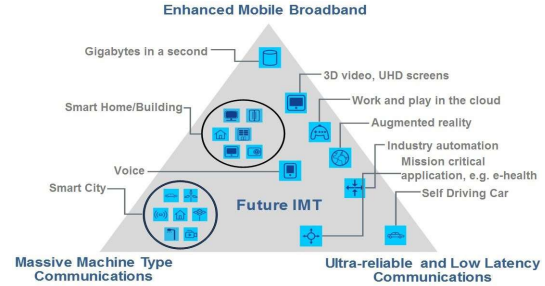 Enhanced Mobile Broadband
Gigabytes in a second
3D video, UHD screens
Smart Home/Building
Work and play in the cloud
Augmented reality
Industry automation
Mission critical
application, e.g. e-health
Voice
Smart City
Self Driving Car
Future IMT
Massive Machine Type
Communications
Ultra-reliable and Low Latency
Communications